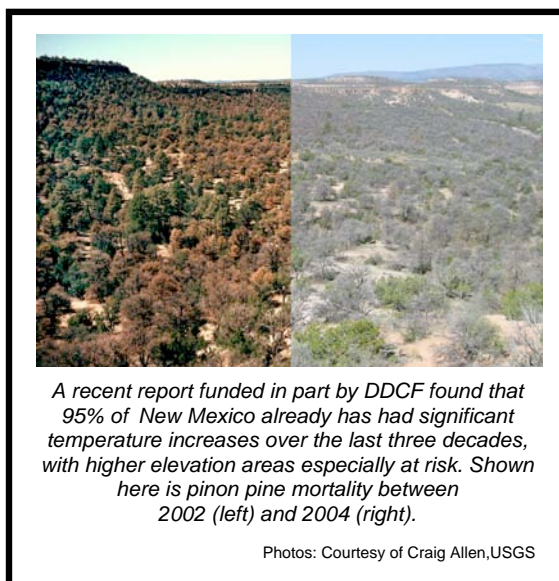 A recent report funded in part by DDCF found that
95% of New Mexico already has had significant
temperature increases over the last three decades,
with higher elevation areas especially at risk. Shown
here is pinon pine mortality between
2002 (left) and 2004 (right).
Photos: Courtesy of Craig Allen,USGS